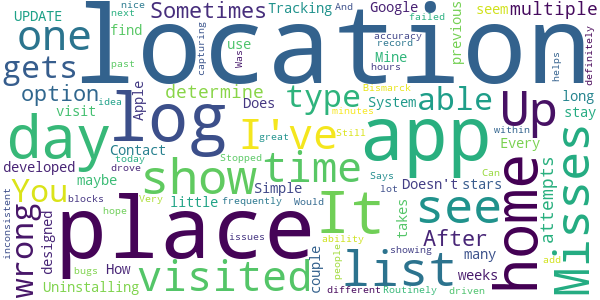 UPDATE
one
gets
option
location
Sometimes
Tracking
And
Google
next
nice
find
past
use
Mine
capturing
Was
hours
accuracy
record
failed
previous
seem
multiple
helps
definitely
day
log
visit
idea
Apple
determine
Does
type
System
Bismarck
minutes
Still
able
app
Up
long
stay
within
Every
developed
maybe
Contact
today
drove
I've
great
Stopped
Simple
time
show
Says
lot
Doesn't
stars
Can
add
attempts
Misses
home
You
blocks
Very
little
frequently
Would
It
takes
see
inconsistent
wrong
designed
How
hope
bugs
Uninstalling
place
visited
issues
couple
ability
people
different
showing
list
Routinely
After
many
weeks
driven